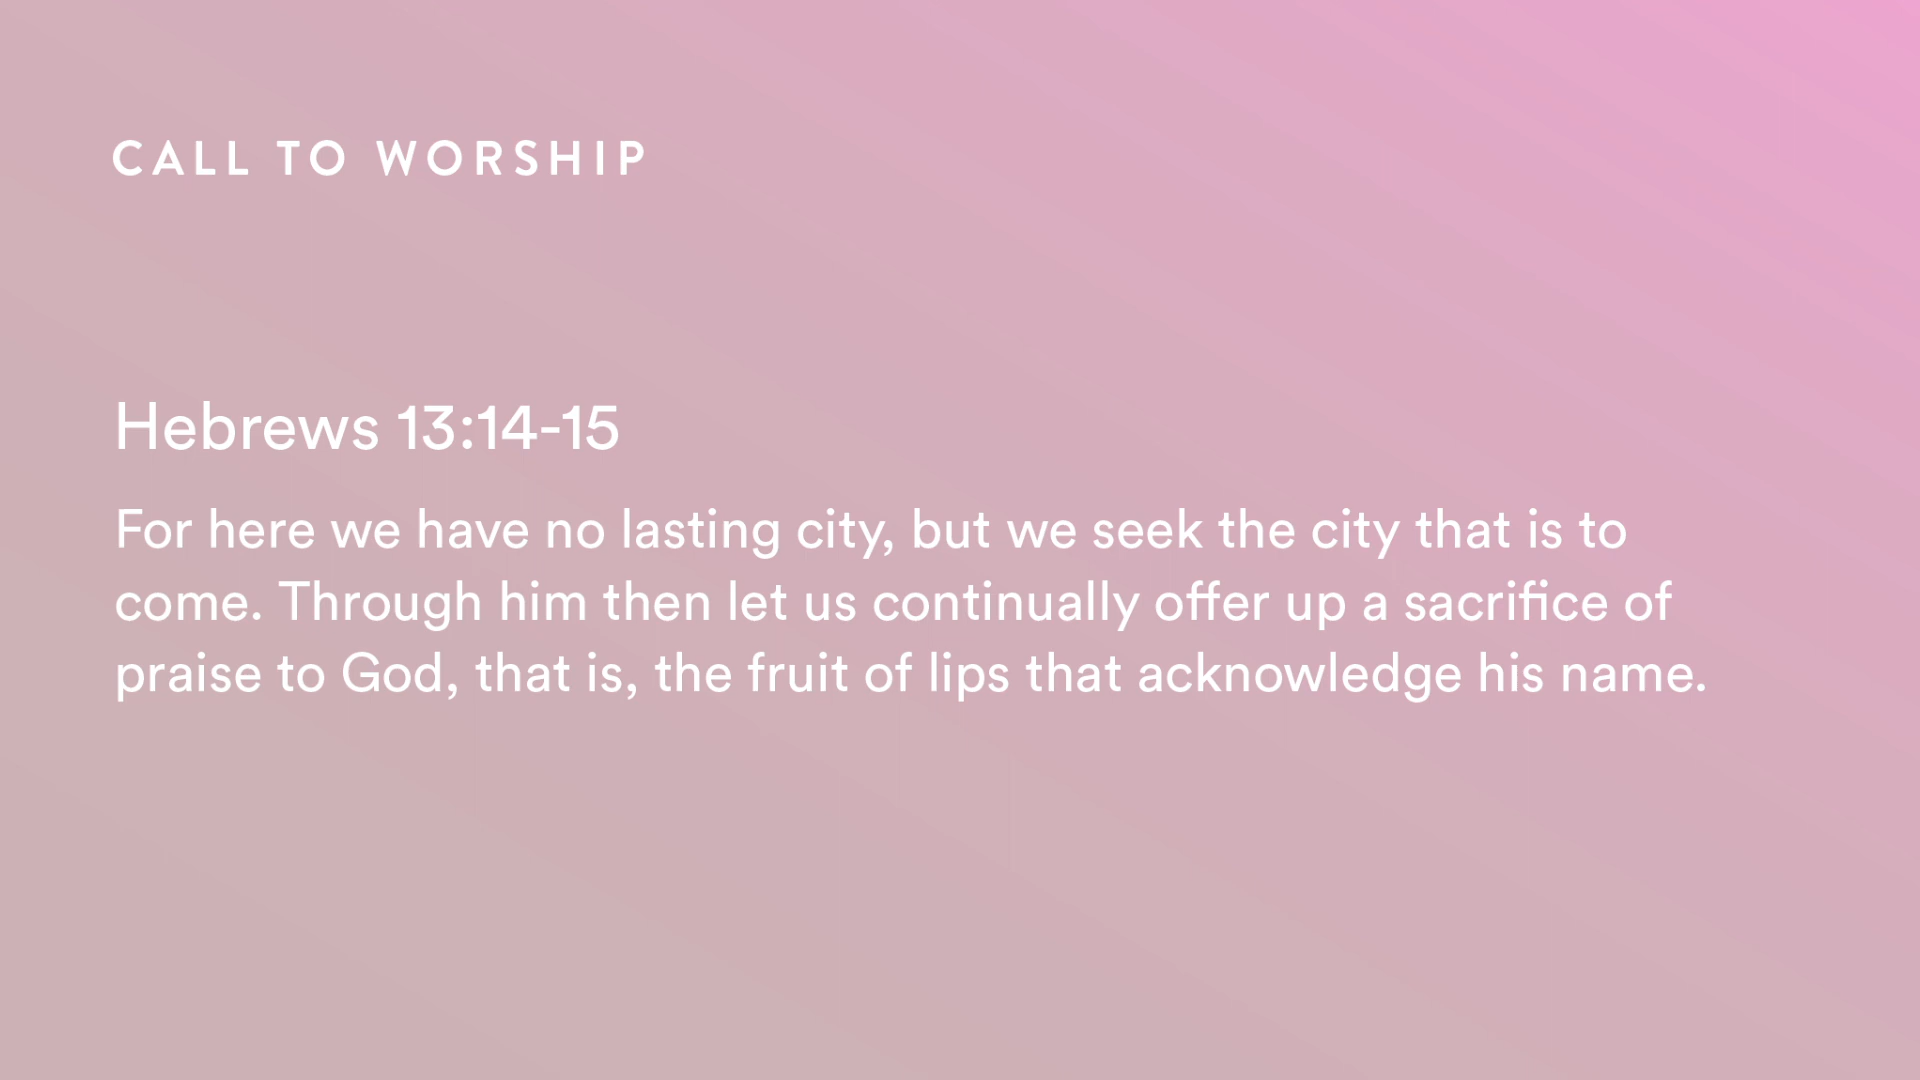 CALL TO WORSHIP
Hebrews 13:14-15
For here we have no lasting city, but we seek the city that is to
come. Through him then let us continually offer up a sacrifice of
praise to God, that is, the fruit of lips that acknowledge his name.